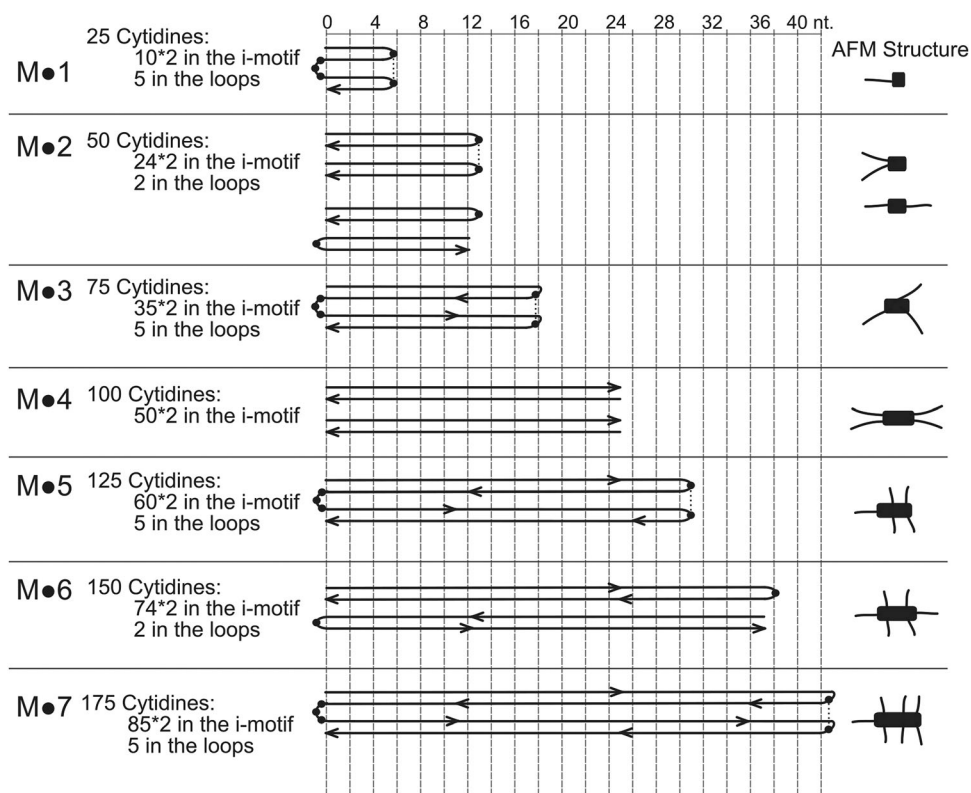 0 4 8 12 16 20 24 28 32 36 40 nt.
AFM Structure
M●1
25 Cytidines:
10*2 in the i-motif
5 in the loops
M●2
50 Cytidines:
24*2 in the i-motif
2 in the loops
M●3
75 Cytidines:
35*2 in the i-motif
5 in the loops
M●4
100 Cytidines:
50*2 in the i-motif
M●5
125 Cytidines:
60*2 in the i-motif
5 in the loops
M●6
150 Cytidines:
74*2 in the i-motif
2 in the loops
M●7
175 Cytidines:
85*2 in the i-motif
5 in the loops